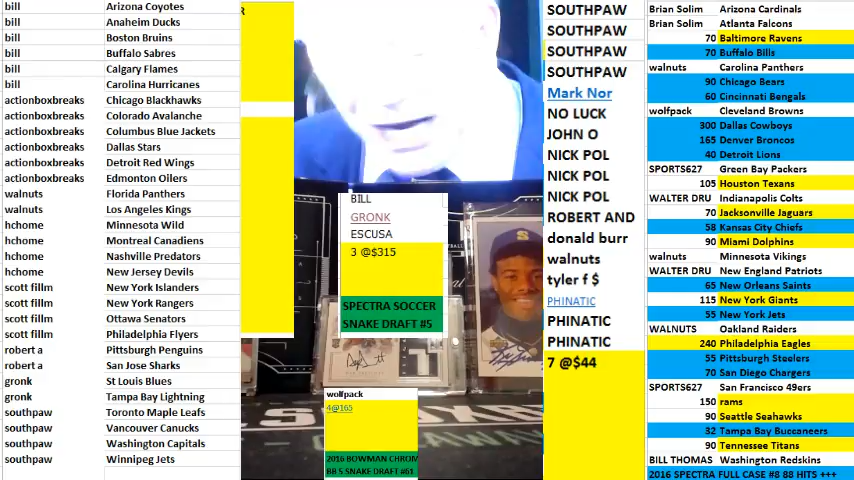 bill Arizona Coyotes
bill Anaheim Ducks
bill Boston Bruins
bill Buffalo Sabres
bill Calgary Flames
bill Carolina Hurricanes
actionboxbreaks Chicago Blackhawks
actionboxbreaks Colorado Avalanche
actionboxbreaks Columbus Blue Jackets
actionboxbreaks Dallas Stars
actionboxbreaks Detroit Red Wings
actionboxbreaks Edmonton Oilers
walnuts Florida Panthers
walnuts Los Angeles Kings
hchome Minnesota Wild
hchome Montreal Canadiens
hchome Nashville Predators
hchome New Jersey Devils
scott fillm New York Islanders
scott fillm New York Rangers
scott fillm Ottawa Senators
scott fillm Philadelphia Flyers
robert a Pittsburgh Penguins
robert a San Jose Sharks
gronk St Louis Blues
gronk Tampa Bay Lightning
southpaw Toronto Maple Leafs
southpaw Vancouver Canucks
southpaw Washington Capitals
southpaw Winnipeg Jets
R
BILL
GRONK
ESCUSA
3 @$315
SPECTRA SOCCER
SNAKE DRAFT #5
S
wolfpack
4@165
2016 BOWMAN CHROM
BB 5 SNAKE DRAFT #61
SOUTHPAW
SOUTHPAW
SOUTHPAW
SOUTHPAW
Mark Nor
NO LUCK
JOHN O
NICK POL
NICK POL
NICK POL
ROBERT AND
donald burr
walnuts
tyler f $
PHINATIC
PHINATIC
PHINATIC
7 @$44
Brian Solim Arizona Cardinals
Brian Solim Atlanta Falcons
70 Baltimore Ravens
70 Buffalo Bills
walnuts Carolina Panthers
90 Chicago Bears
60 Cincinnati Bengals
wolfpack Cleveland Browns
300 Dallas Cowboys
165 Denver Broncos
40 Detroit Lions
SPORTS627 Green Bay Packers
105 Houston Texans
WALTER DRU Indianapolis Colts
70 Jacksonville Jaguars
58 Kansas City Chiefs
90 Miami Dolphins
walnuts Minnesota Vikings
WALTER DRU New England Patriots
65 New Orleans Saints
115 New York Giants
55 New York Jets
WALNUTS Oakland Raiders
240 Philadelphia Eagles
55 Pittsburgh Steelers
70 San Diego Chargers
SPORTS627 San Francisco 49ers
150 rams
90 Seattle Seahawks
32 Tampa Bay Buccaneers
90 Tennessee Titans
BILL THOMAS Washington Redskins
2016 SPECTRA FULL CASE #8 88 HITS +++